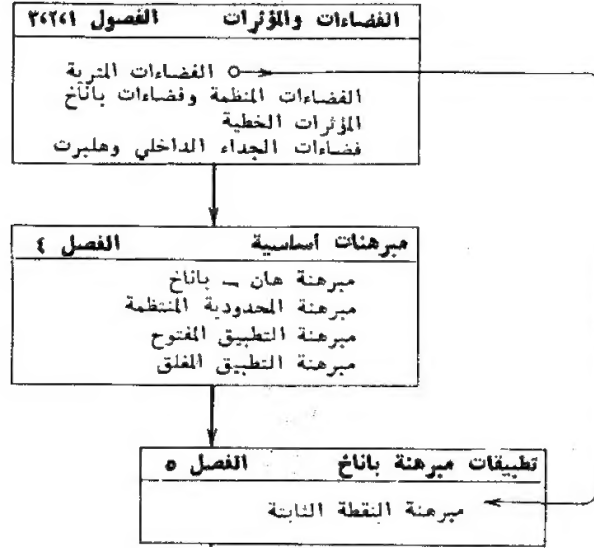 الفضاءات والمؤثرات الفصول ٣،٢،١
الفضاءات المترية
الفضاءات المنظمة وفضاءات باناخ
المؤثرات الخطية
فضاءات الجداء الداخلي وهلبرت
مبرهنات أساسية الفصل ٤
مبرهنة هان ــ باناخ
مبرهنة المحدودية المنتظمة
مبرهنة التطبيق المفتوح
مبرهنة التطبيق المغلق
تطبيقات مبرهنة باناخ الفصل ٥
مبرهنة النقطة الثابتة